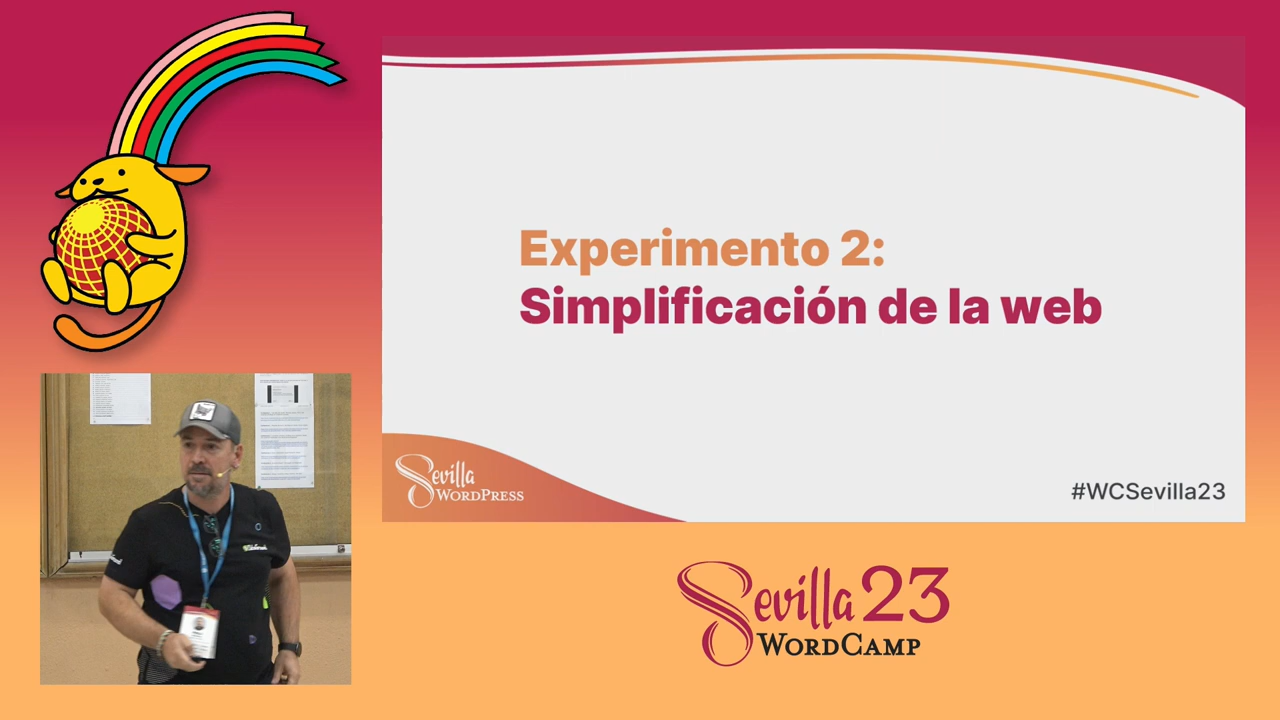 Experimento 2:
Simplificación de la web
Sevilla
WORDPRESS
#WCSevilla23
Sevilla 23
WORDCAMP